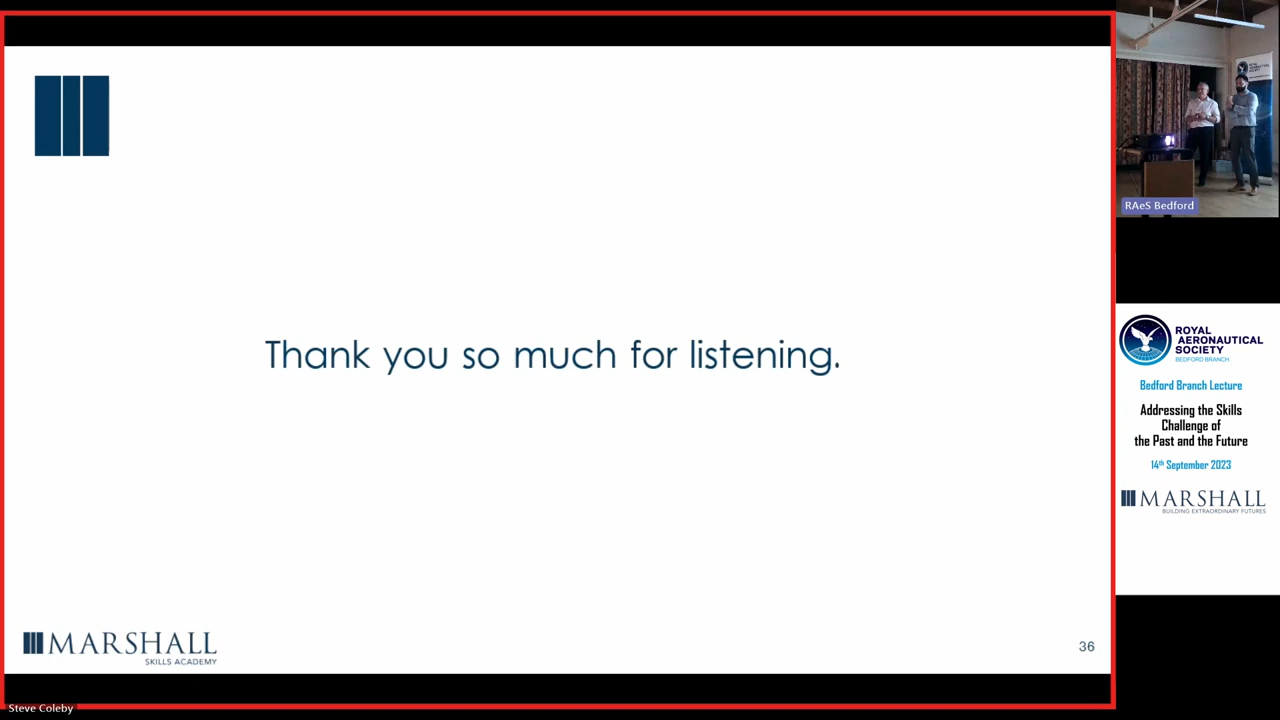 Thank you so much for listening.
MARSHALL
SKILLS ACADEMY
36
Steve Coleby
RAeS Bedford
ROYAL
AERONAUTICAL
SOCIETY
BEDFORD BRANCH
Bedford Branch Lecture
Addressing the Skills
Challenge of
the Past and the Future
14th September 2023
MARSHALL
BUILDING EXTRAORDINARY FUTURES